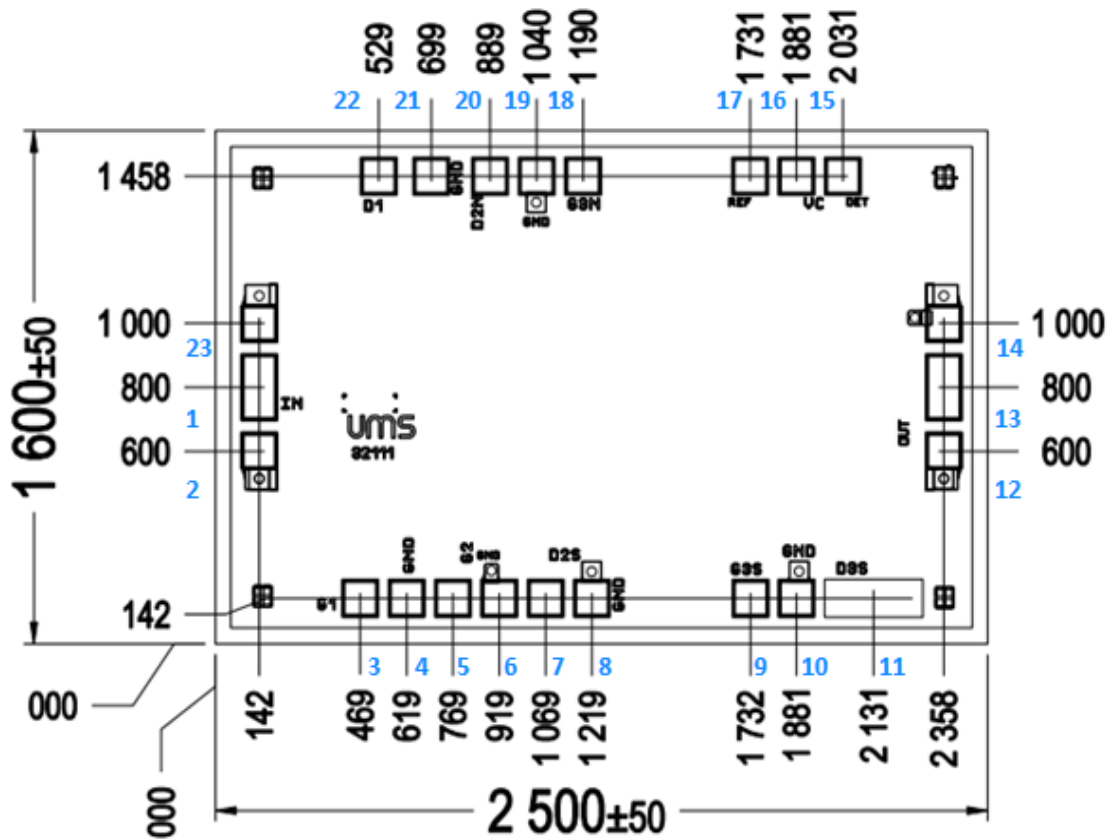 529 699 889 1 040 1 190 1 731 1 881 2 031
22 21 20 19 18 17 16 15
1 458
D1 GND D2N GND G3N REF VC DET
1 000 1 000
23 14
800 800
IN
1 13
ums
92111
OUT
600 600
2 12
1 600±50
G1 GND G2 GND D2S GND G3S GND D3S
142
3 4 5 6 7 8 9 10 11
000
142 469 619 769 919 1 069 1 219 1 732 1 881 2 131 2 358
000
2 500±50